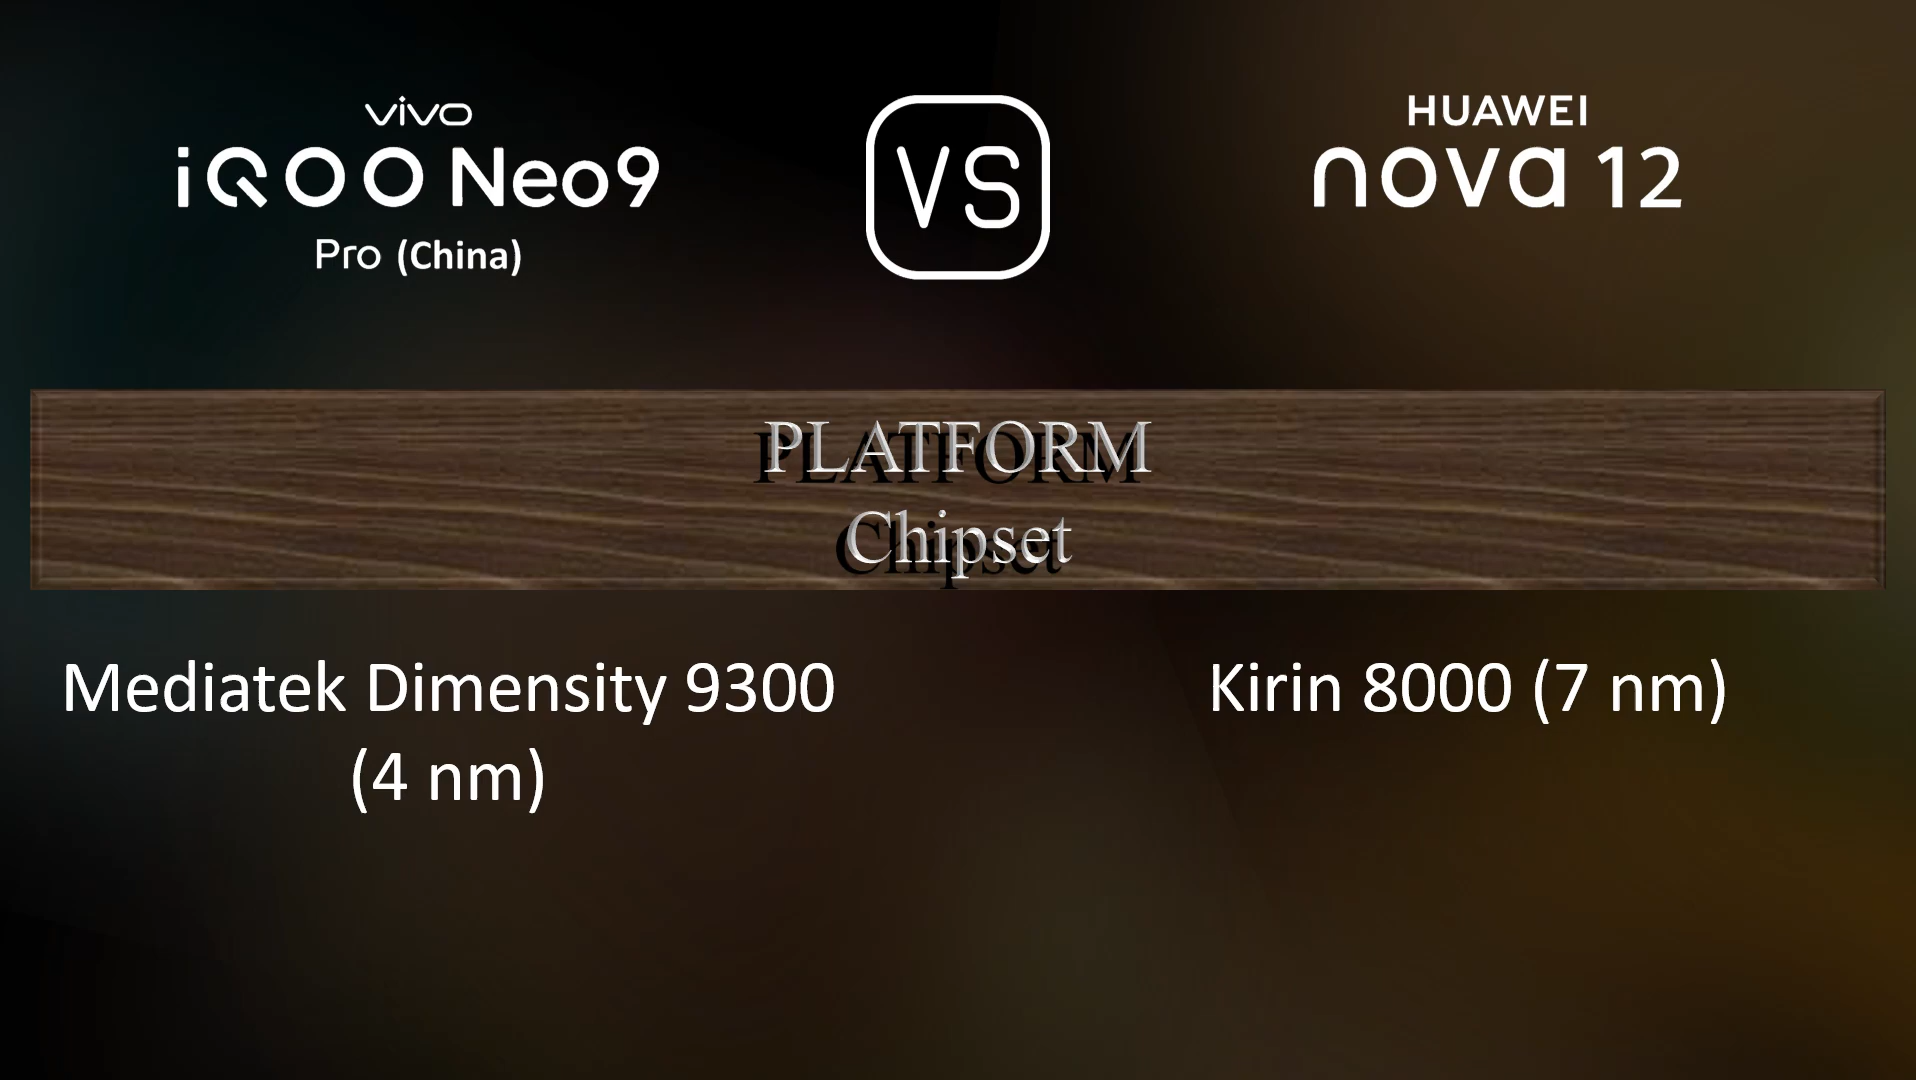 vivo
iQOO Neo9
Pro (China)
VS
HUAWEI
nova 12
PLATFORM
Chipset
Mediatek Dimensity 9300
(4 nm)
Kirin 8000 (7 nm)